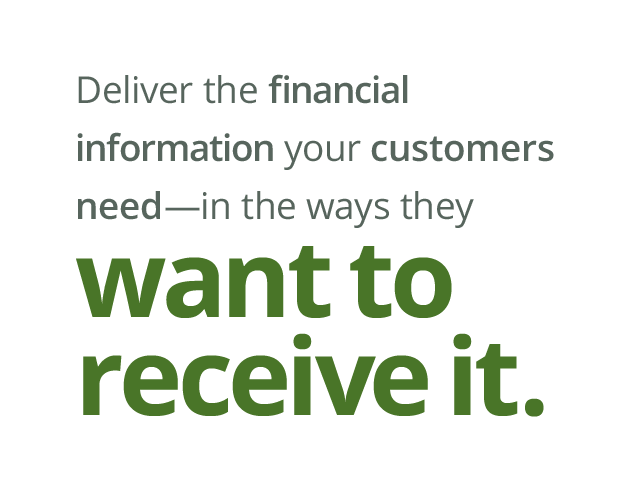 Deliver the financial
information your customers
need—in the ways they
want to
receive it.